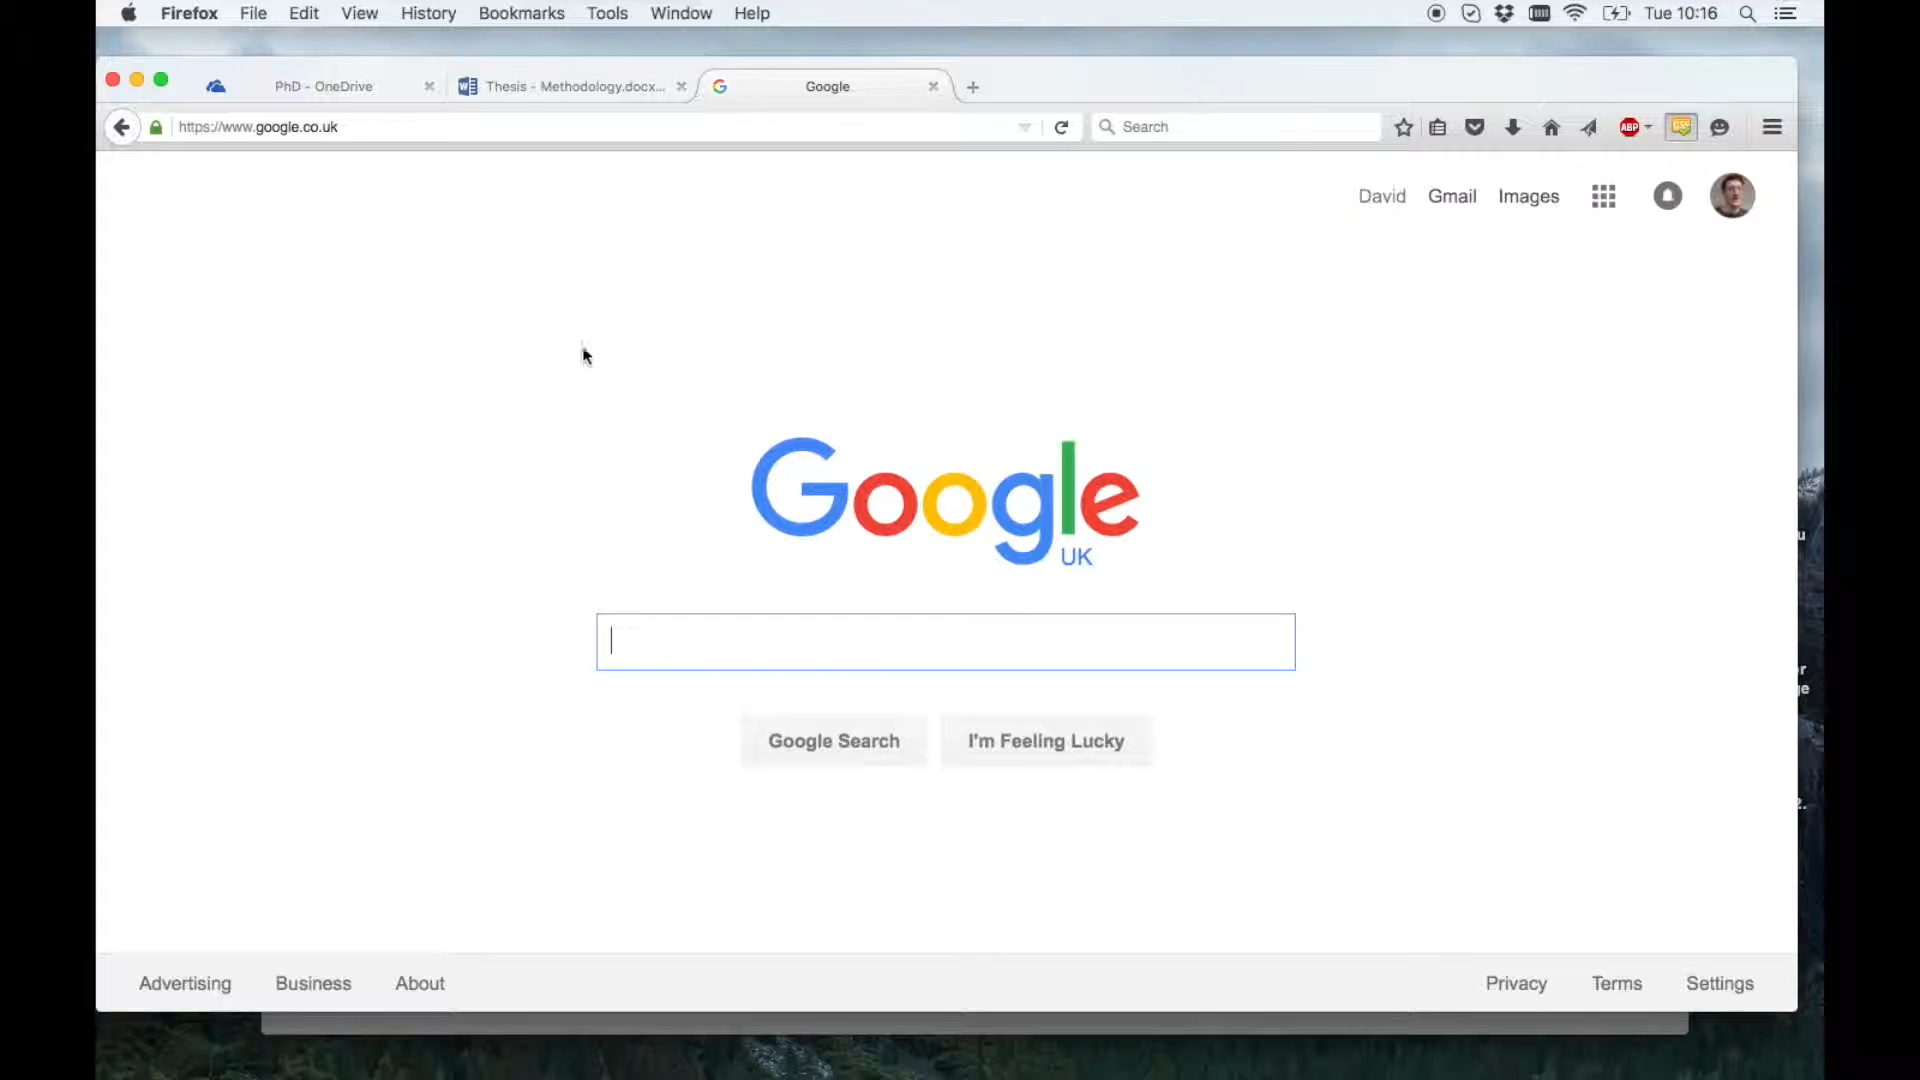 Firefox File Edit View History Bookmarks Tools Window Help Tue 10:16
PhD - OneDrive Thesis - Methodology.docx... Google
https://www.google.co.uk Search ABP
David Gmail Images
Google
UK
Google Search I'm Feeling Lucky
Advertising Business About Privacy Terms Settings